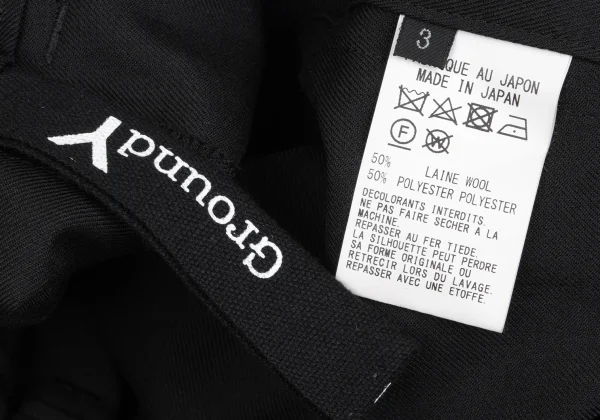 Ground Y
3
QUE AU JAPON
MADE IN JAPAN
F
W
50% LAINE WOOL
50% POLYESTER POLYESTER
DECOLORANTS INTERDITS.
NE PAS FAIRE SECHER A LA
MACHINE.
REPASSER AU FER TIEDE.
LA SILHOUETTE PEUT PERDRE
SA FORME ORIGINALE OU
RETRECIR LORS DU LAVAGE.
REPASSER AVEC UNE ETOFFE.